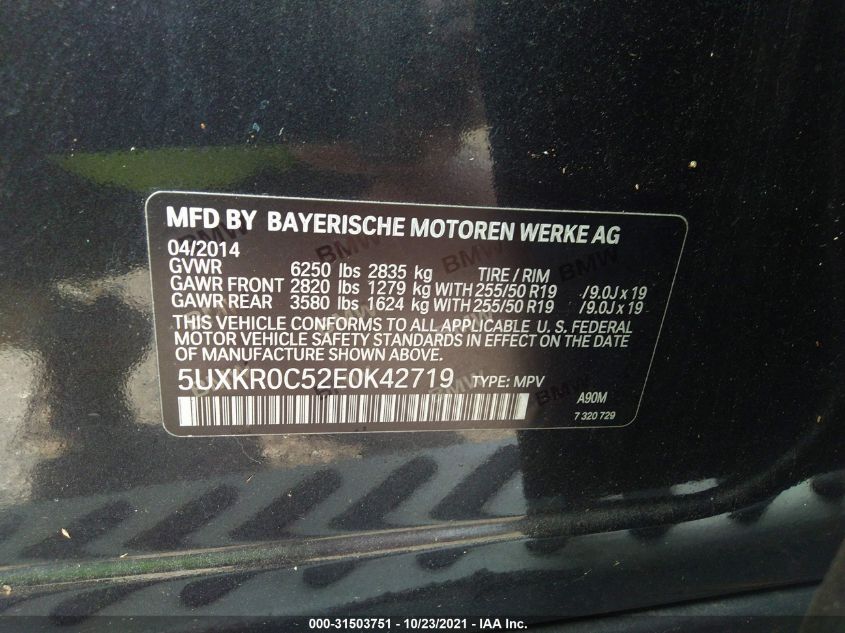 MFD BY BAYERISCHE MOTOREN WERKE AG
04/2014
GVWR 6250 lbs 2835 kg TIRE / RIM
GAWR FRONT 2820 lbs 1279 kg WITH 255/50 R19 /9.0J x 19
GAWR REAR 3580 lbs 1624 kg WITH 255/50 R19 /9.0J x 19
THIS VEHICLE CONFORMS TO ALL APPLICABLE U. S. FEDERAL
MOTOR VEHICLE SAFETY STANDARDS IN EFFECT ON THE DATE
OF MANUFACTURE SHOWN ABOVE.
5UXKR0C52E0K42719 TYPE: MPV
A90M
7 320 729
000-31503751 - 10/23/2021 - IAA Inc.